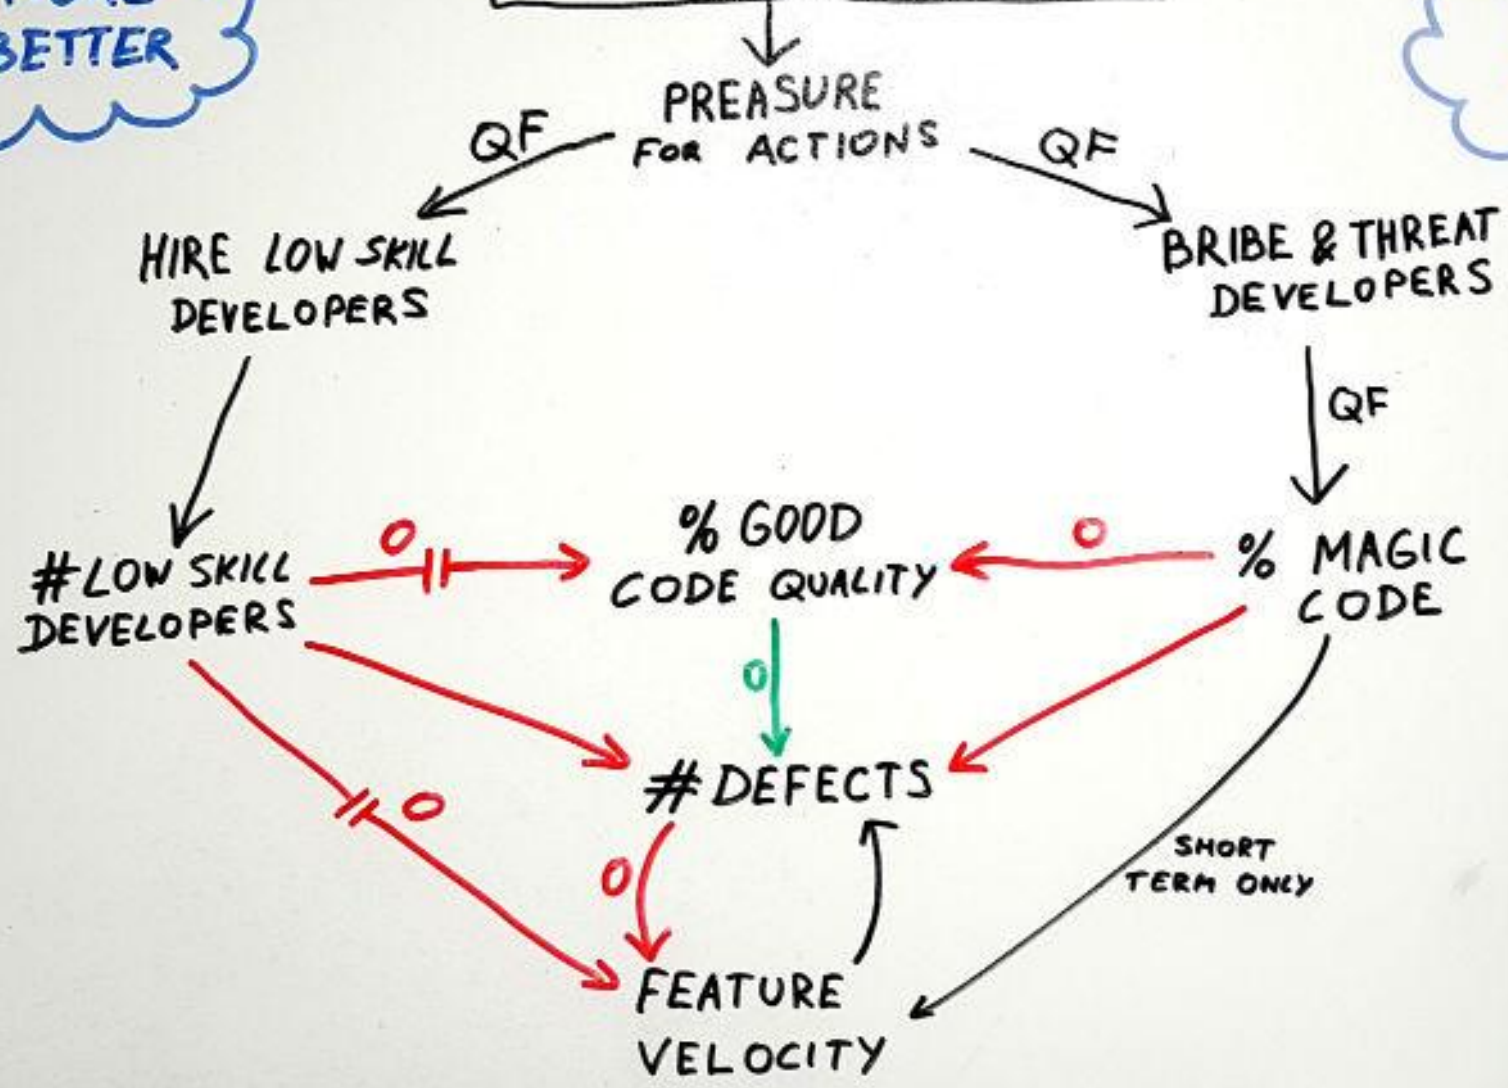 BETTER
PREASURE
FOR ACTIONS
QF
QF
HIRE LOW SKILL
DEVELOPERS
BRIBE & THREAT
DEVELOPERS
QF
# LOW SKILL
DEVELOPERS
O
% GOOD
CODE QUALITY
O
% MAGIC
CODE
O
# DEFECTS
O
O
SHORT
TERM ONLY
FEATURE
VELOCITY